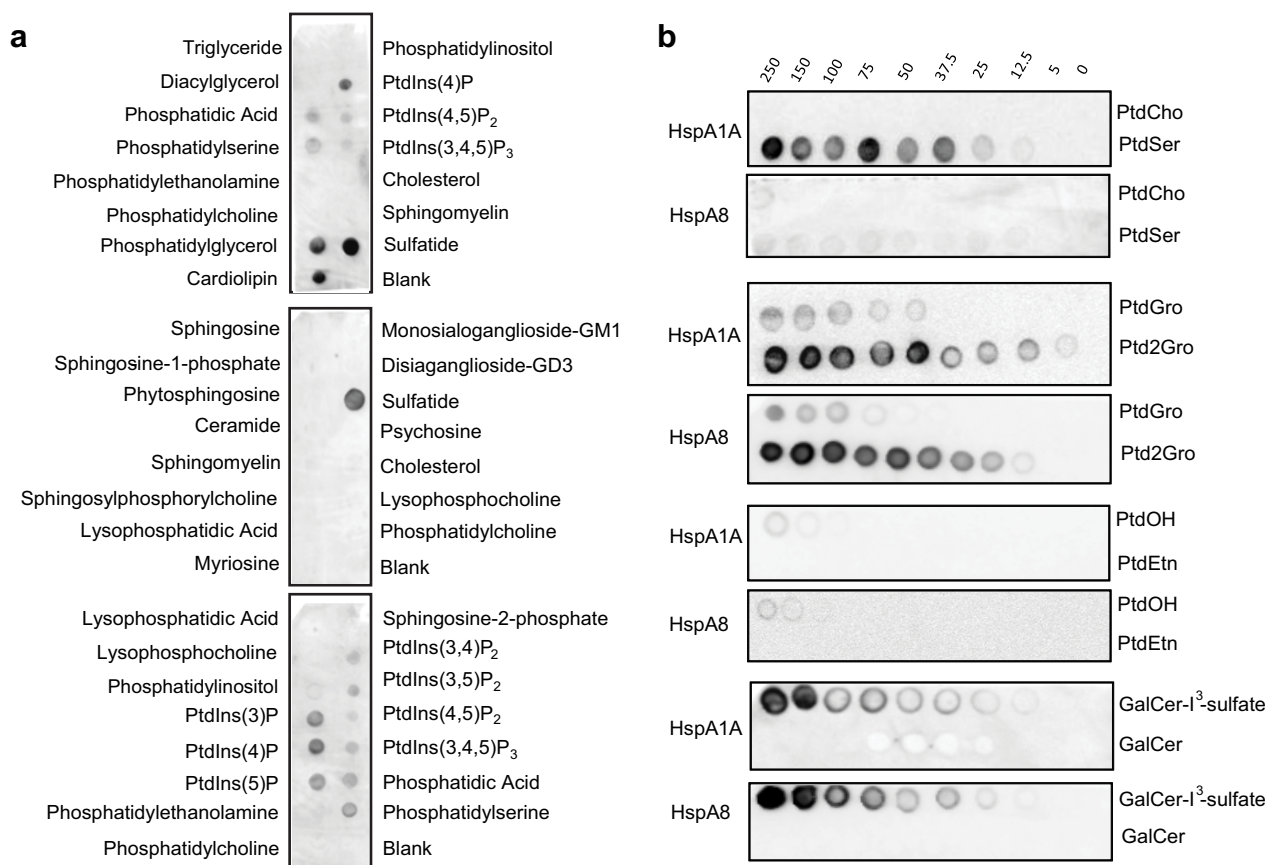 a
Triglyceride
Diacylglycerol
Phosphatidic Acid
Phosphatidylserine
Phosphatidylethanolamine
Phosphatidylcholine
Phosphatidylglycerol
Cardiolipin
Phosphatidylinositol
PtdIns(4)P
PtdIns(4,5)P₂
PtdIns(3,4,5)P₃
Cholesterol
Sphingomyelin
Sulfatide
Blank
Sphingosine
Sphingosine-1-phosphate
Phytosphingosine
Ceramide
Sphingomyelin
Sphingosylphosphorylcholine
Lysophosphatidic Acid
Myriosine
Monosialoganglioside-GM1
Disiaganglioside-GD3
Sulfatide
Psychosine
Cholesterol
Lysophosphocholine
Phosphatidylcholine
Blank
Lysophosphatidic Acid
Lysophosphocholine
Phosphatidylinositol
PtdIns(3)P
PtdIns(4)P
PtdIns(5)P
Phosphatidylethanolamine
Phosphatidylcholine
Sphingosine-2-phosphate
PtdIns(3,4)P₂
PtdIns(3,5)P₂
PtdIns(4,5)P₂
PtdIns(3,4,5)P₃
Phosphatidic Acid
Phosphatidylserine
Blank
b
250 150 100 75 50 37.5 25 12.5 5 0
HspA1A
PtdCho
PtdSer
HspA8
PtdCho
PtdSer
HspA1A
PtdGro
Ptd2Gro
HspA8
PtdGro
Ptd2Gro
HspA1A
PtdOH
PtdEtn
HspA8
PtdOH
PtdEtn
HspA1A
GalCer-I³-sulfate
GalCer
HspA8
GalCer-I³-sulfate
GalCer